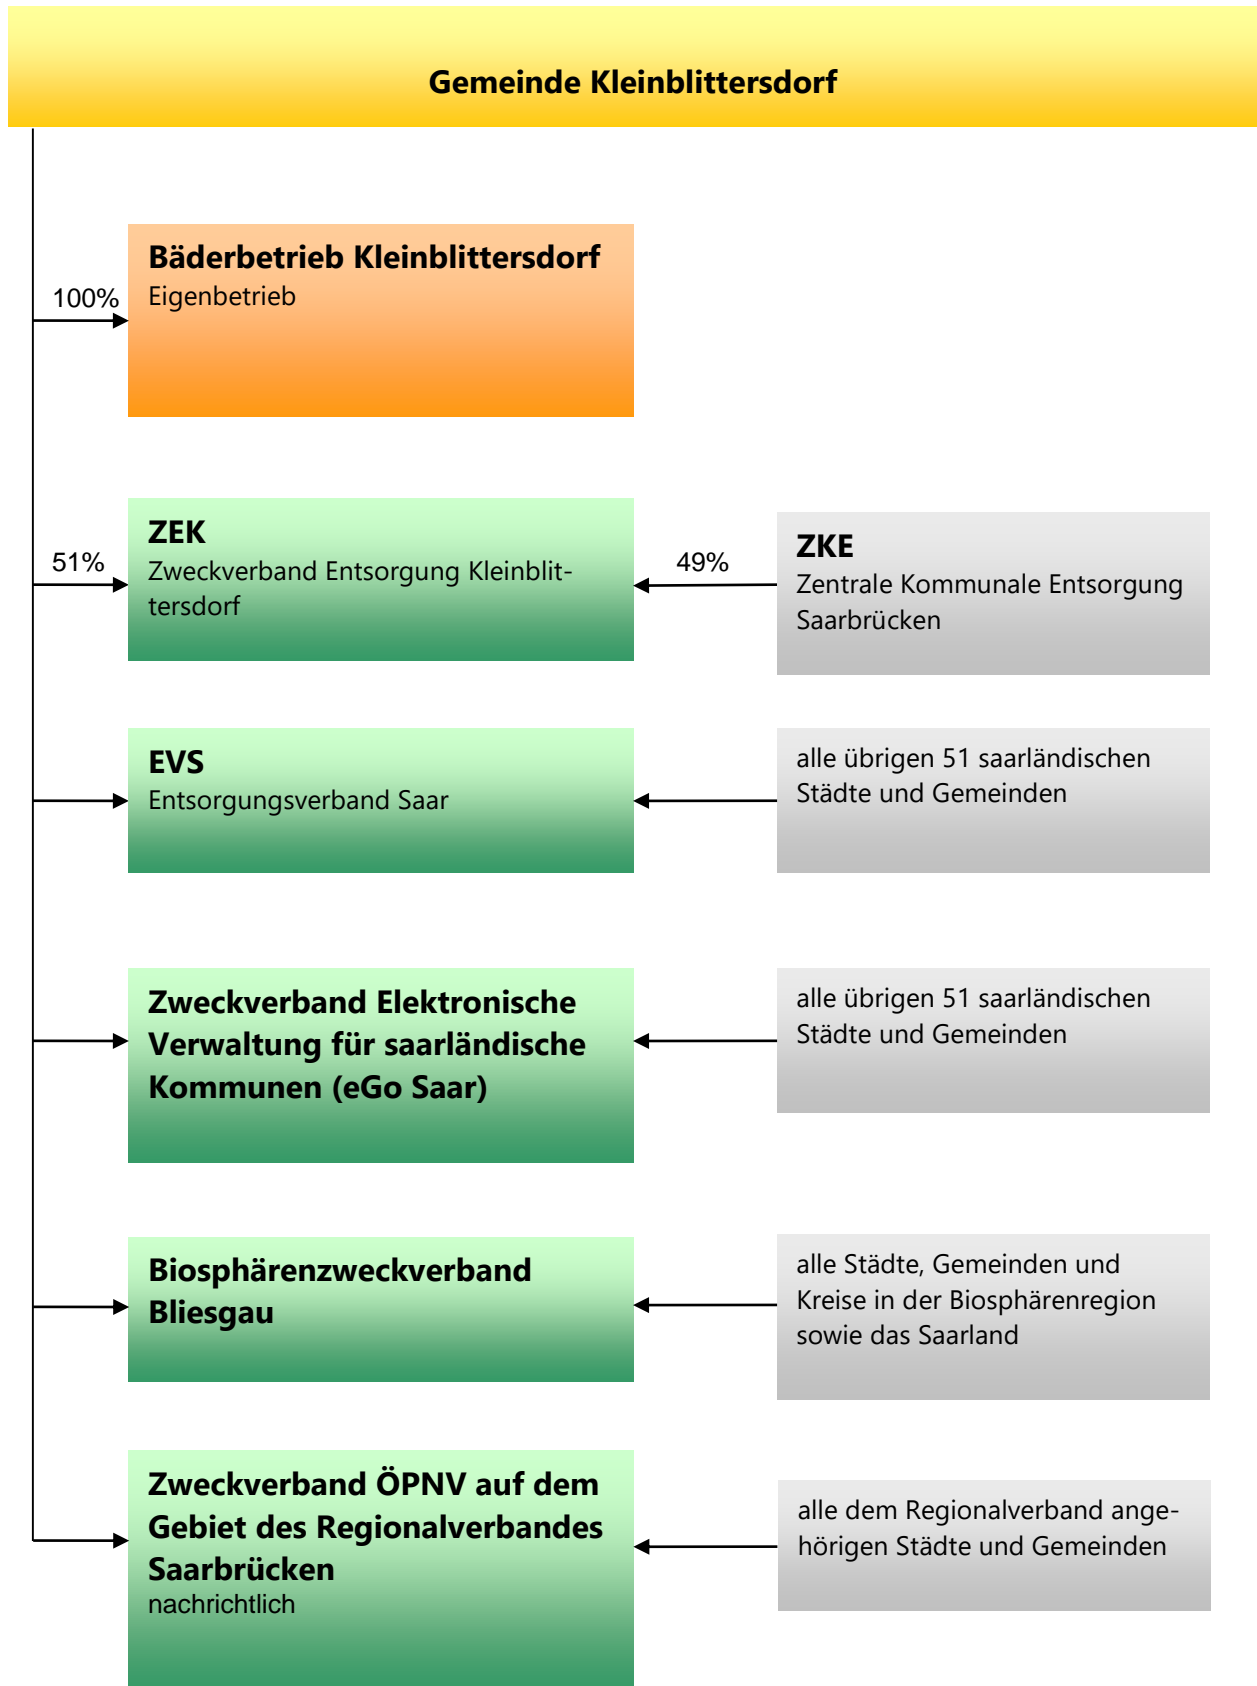 Gemeinde Kleinblittersdorf
Bäderbetrieb Kleinblittersdorf
Eigenbetrieb
100%
ZEK
Zweckverband Entsorgung Kleinblit-
tersdorf
51%
49%
ZKE
Zentrale Kommunale Entsorgung
Saarbrücken
EVS
Entsorgungsverband Saar
alle übrigen 51 saarländischen
Städte und Gemeinden
Zweckverband Elektronische
Verwaltung für saarländische
Kommunen (eGo Saar)
alle übrigen 51 saarländischen
Städte und Gemeinden
Biosphärenzweckverband
Bliesgau
alle Städte, Gemeinden und
Kreise in der Biosphärenregion
sowie das Saarland
Zweckverband ÖPNV auf dem
Gebiet des Regionalverbandes
Saarbrücken
nachrichtlich
alle dem Regionalverband ange-
hörigen Städte und Gemeinden